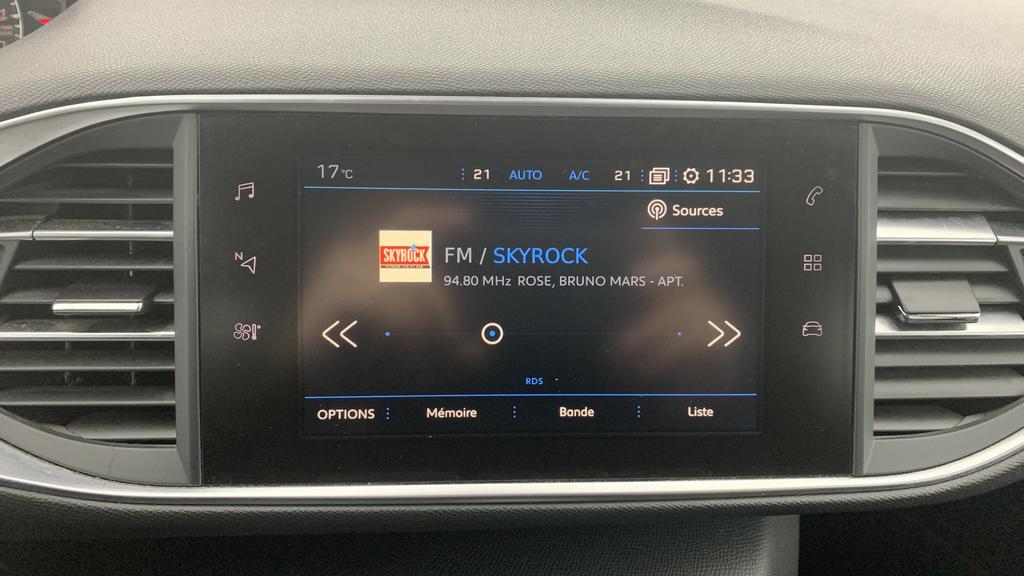 17°C 21 AUTO A/C 21 11:33
Sources
SKYROCK
FM / SKYROCK
94.80 MHz ROSE, BRUNO MARS - APT.
N
RDS -
OPTIONS Mémoire Bande Liste